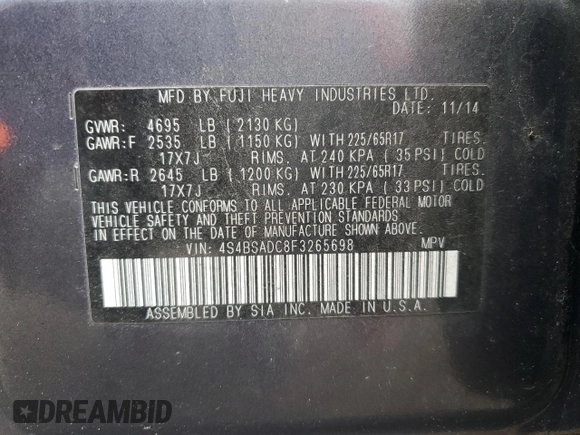 MFD BY FUJI HEAVY INDUSTRIES LTD.
DATE: 11/14
GVWR: 4695 LB (2130 KG)
GAWR:F 2535 LB (1150 KG) WITH 225/65R17 TIRES.
17X7J RIMS. AT 240 KPA (35 PSI) COLD
GAWR:R 2645 LB (1200 KG) WITH 225/65R17 TIRES.
17X7J RIMS. AT 230 KPA (33 PSI) COLD
THIS VEHICLE CONFORMS TO ALL APPLICABLE FEDERAL MOTOR
VEHICLE SAFETY AND THEFT PREVENTION STANDARDS
IN EFFECT ON THE DATE OF MANUFACTURE SHOWN ABOVE.
VIN: 4S4BSADC8F3265698 MPV
ASSEMBLED BY SIA INC. MADE IN U.S.A.
DREAMBID